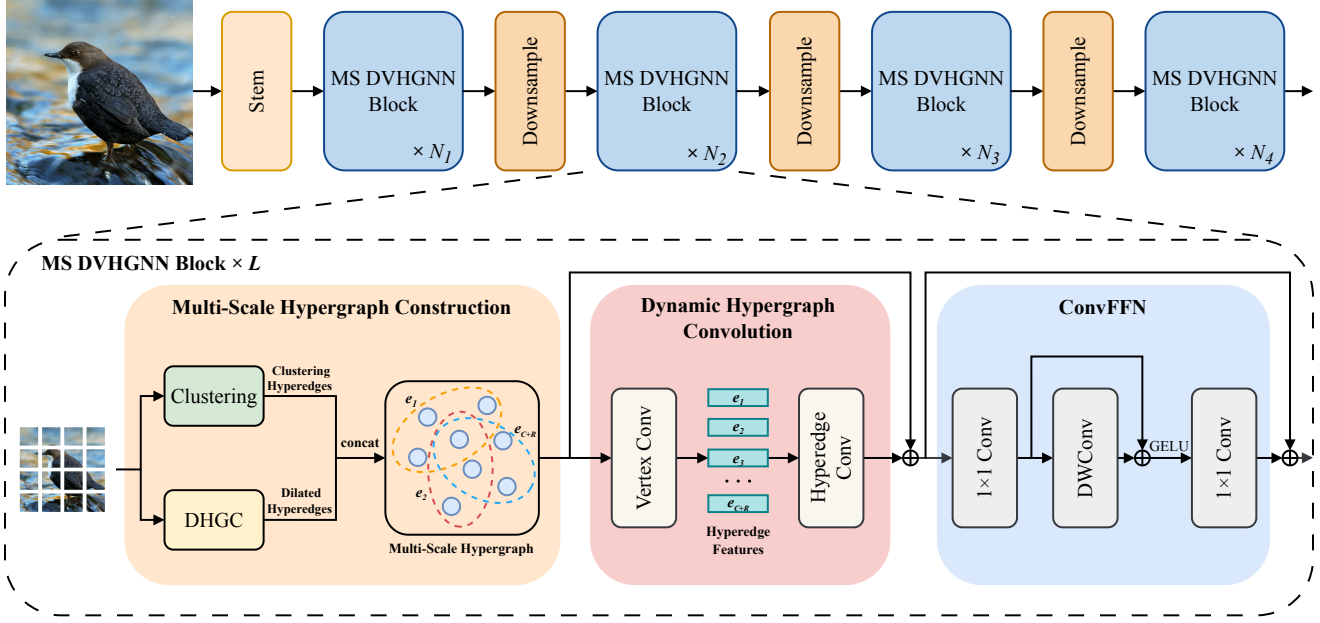 Stem
MS DVHGNN
Block
× N1
Downsample
MS DVHGNN
Block
× N2
Downsample
MS DVHGNN
Block
× N3
Downsample
MS DVHGNN
Block
× N4
MS DVHGNN Block × L
Multi-Scale Hypergraph Construction
Clustering
Clustering
Hyperedges
DHGC
Dilated
Hyperedges
concat
e1
eC+R
e2
Multi-Scale Hypergraph
Dynamic Hypergraph
Convolution
Vertex Conv
e1
e2
e3
...
eC+R
Hyperedge
Features
Hyperedge
Conv
ConvFFN
1×1 Conv
DWConv
GELU
1×1 Conv